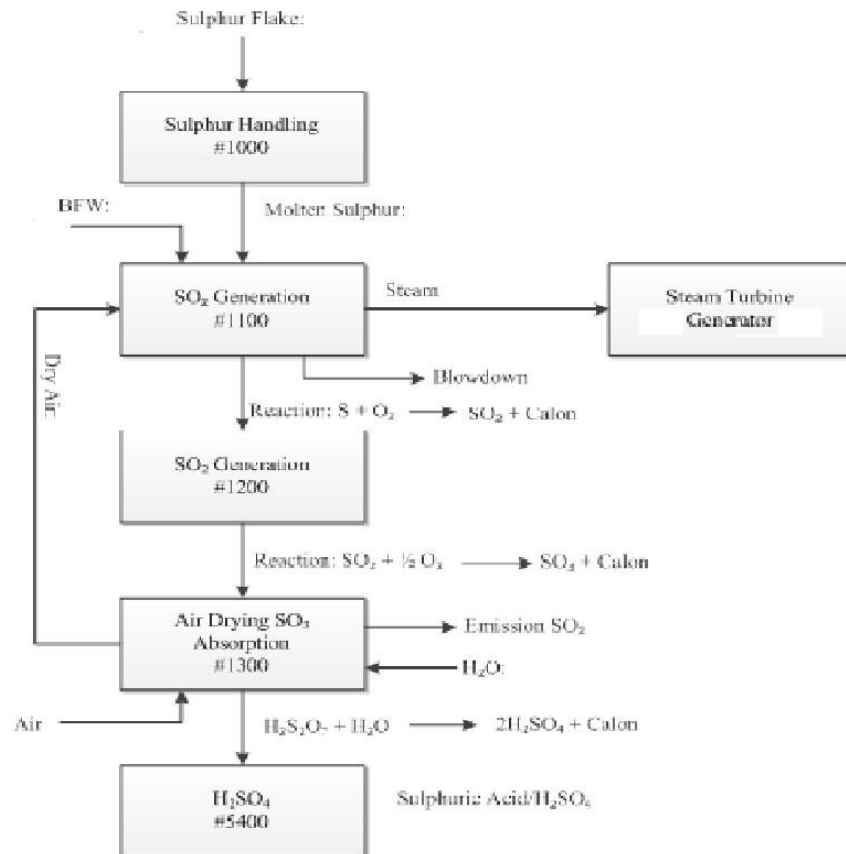 Sulphur Flake:
Sulphur Handling
#1000
BFW:
Molten Sulphur:
SO₂ Generation
#1100
Steam
Steam Turbine
Generator
Dry Air:
Blowdown
Reaction: S + O₂ → SO₂ + Calon
SO₂ Generation
#1200
Reaction: SO₂ + ½ O₂ → SO₃ + Calon
Air Drying SO₃
Absorption
#1300
Emission SO₂
H₂O:
Air
H₂S₂O₇ + H₂O → 2H₂SO₄ + Calon
H₂SO₄
#5400
Sulphuric Acid/H₂SO₄